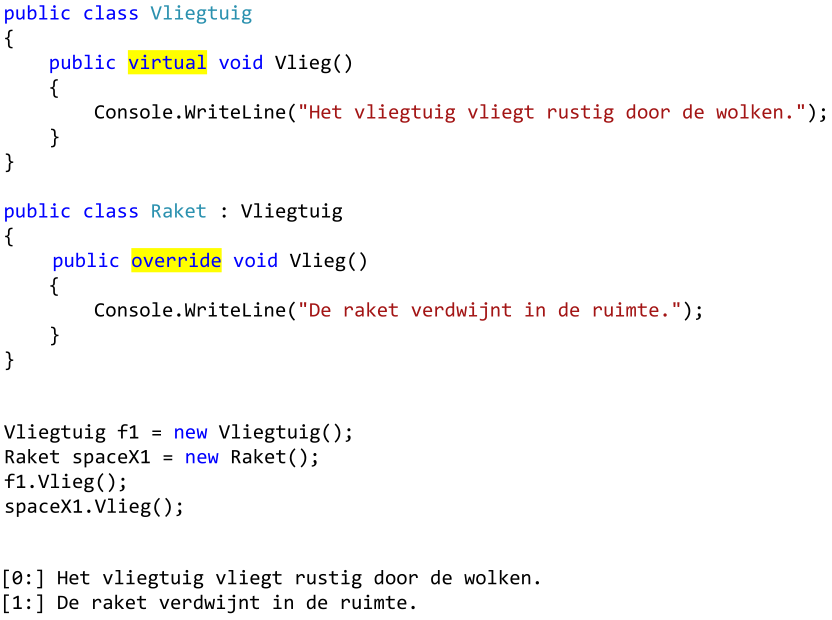 public class Vliegtuig
{
    public virtual void Vlieg()
    {
        Console.WriteLine("Het vliegtuig vliegt rustig door de wolken.");
    }
}

public class Raket : Vliegtuig
{
    public override void Vlieg()
    {
        Console.WriteLine("De raket verdwijnt in de ruimte.");
    }
}

Vliegtuig f1 = new Vliegtuig();
Raket spaceX1 = new Raket();
f1.Vlieg();
spaceX1.Vlieg();

[0:] Het vliegtuig vliegt rustig door de wolken.
[1:] De raket verdwijnt in de ruimte.